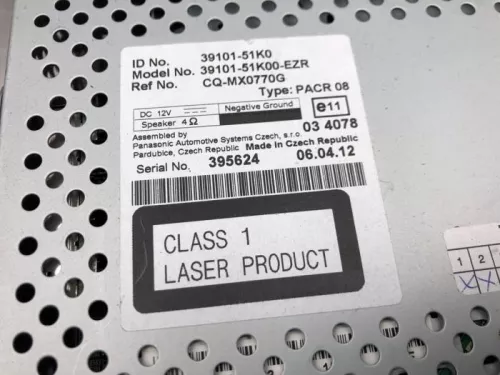 ID No. 39101-51K0
Model No. 39101-51K00-EZR
Ref No. CQ-MX0770G
Type: PACR 08
DC 12V Negative Ground
Speaker 4Ω
e11
03 4078
Assembled by
Panasonic Automotive Systems Czech, s.r.o.
Pardubice, Czech Republic Made in Czech Republic
Serial No. 395624 06.04.12
CLASS 1
LASER PRODUCT
1 2
X X